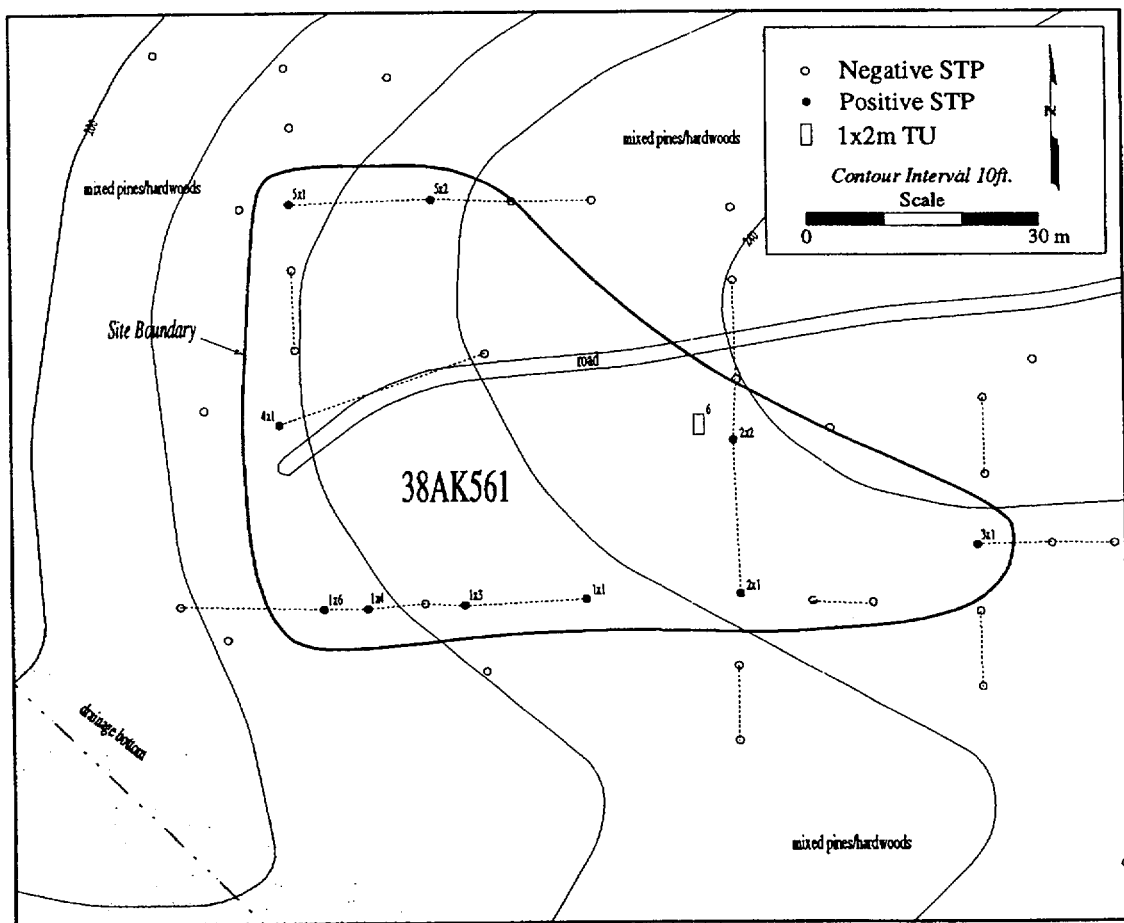 Negative STP
Positive STP
1x2m TU
N
Contour Interval 10ft.
Scale
0 30 m
200
mixed pines/hardwoods
mixed pines/hardwoods
5x1
5x2
240
Site Boundary
road
4x1
6
2x2
38AK561
3x1
1x6
1x4
1x3
1x1
2x1
drainage bottom
mixed pines/hardwoods